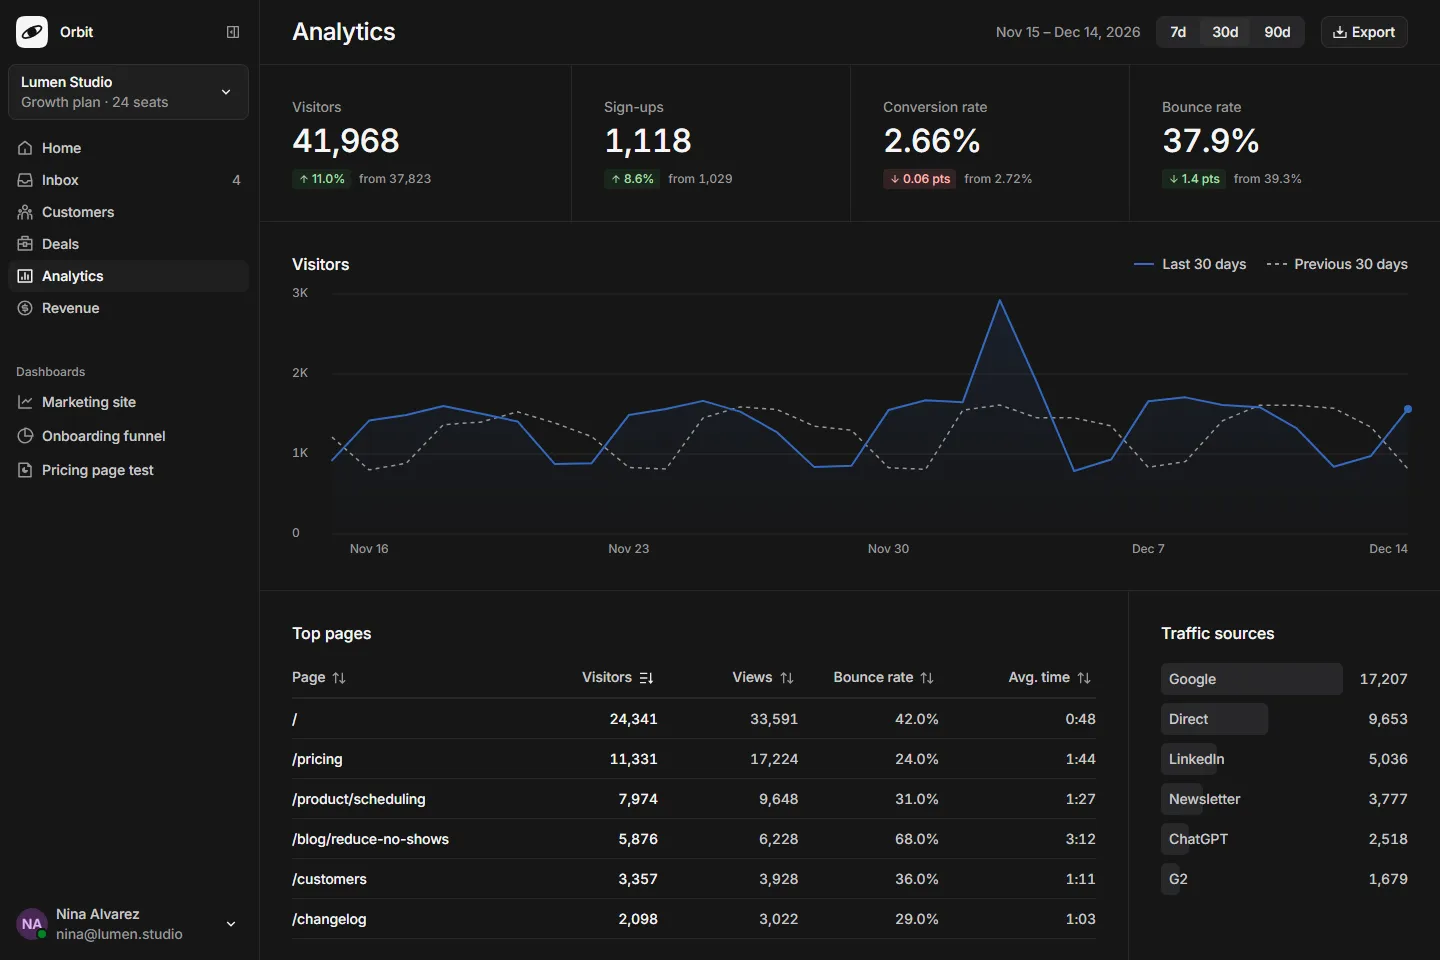 Orbit
Lumen Studio
Growth plan · 24 seats
Home
Inbox 4
Customers
Deals
Analytics
Revenue
Dashboards
Marketing site
Onboarding funnel
Pricing page test
NA
Nina Alvarez
nina@lumen.studio
Analytics
Nov 15 – Dec 14, 2026 7d 30d 90d Export
Visitors
41,968
↑ 11.0% from 37,823
Sign-ups
1,118
↑ 8.6% from 1,029
Conversion rate
2.66%
↓ 0.06 pts from 2.72%
Bounce rate
37.9%
↓ 1.4 pts from 39.3%
Visitors
Last 30 days Previous 30 days
3K
2K
1K
0
Nov 16 Nov 23 Nov 30 Dec 7 Dec 14
Top pages
Page Visitors Views Bounce rate Avg. time
/ 24,341 33,591 42.0% 0:48
/pricing 11,331 17,224 24.0% 1:44
/product/scheduling 7,974 9,648 31.0% 1:27
/blog/reduce-no-shows 5,876 6,228 68.0% 3:12
/customers 3,357 3,928 36.0% 1:11
/changelog 2,098 3,022 29.0% 1:03
Traffic sources
Google 17,207
Direct 9,653
LinkedIn 5,036
Newsletter 3,777
ChatGPT 2,518
G2 1,679